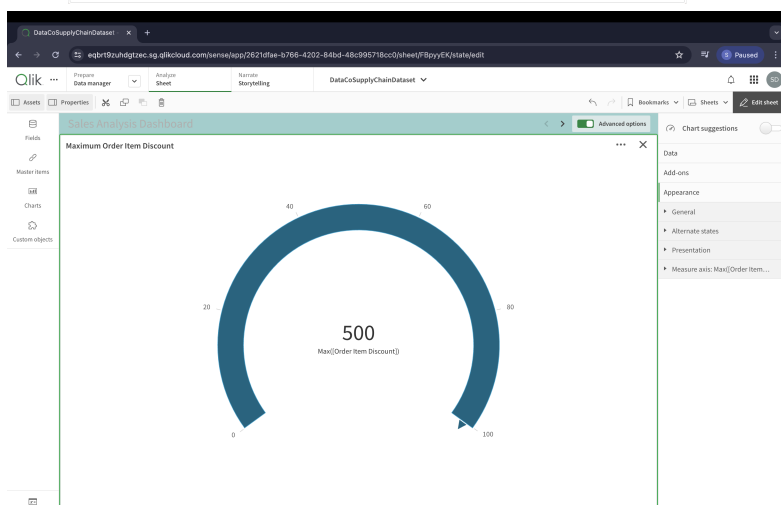 DataCoSupplyChainDataset
eqbrt9zuhdgtzec.sg.qlikcloud.com/sense/app/2621dfae-b766-4202-84bd-48c995718cc0/sheet/FBpyyEK/state/edit
S Paused
Qlik
Prepare
Data manager
Analyze
Sheet
Narrate
Storytelling
DataCoSupplyChainDataset
SD
Assets
Properties
Bookmarks
Sheets
Edit sheet
Fields
Master items
Charts
Custom objects
Sales Analysis Dashboard
Advanced options
Maximum Order Item Discount
0
20
40
60
80
100
500
Max([Order Item Discount])
Chart suggestions
Data
Add-ons
Appearance
General
Alternate states
Presentation
Measure axis: Max([Order Item...